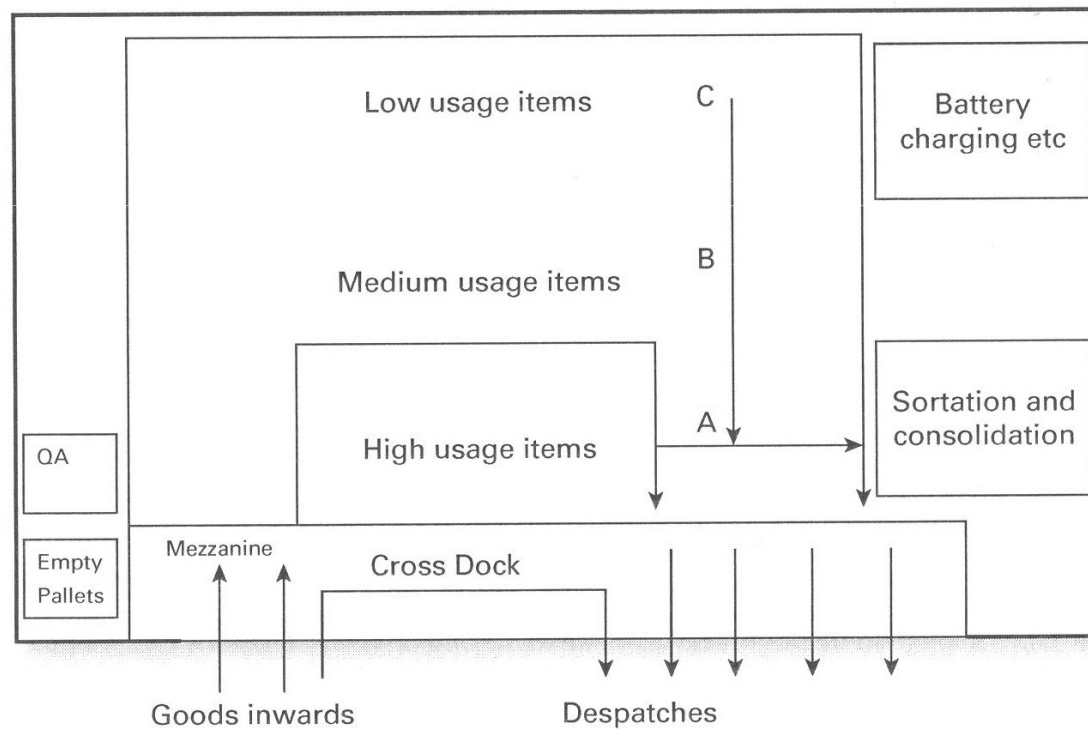 Low usage items
C
Battery
charging etc
B
Medium usage items
A
High usage items
Sortation and
consolidation
QA
Empty
Pallets
Mezzanine
Cross Dock
Goods inwards
Despatches